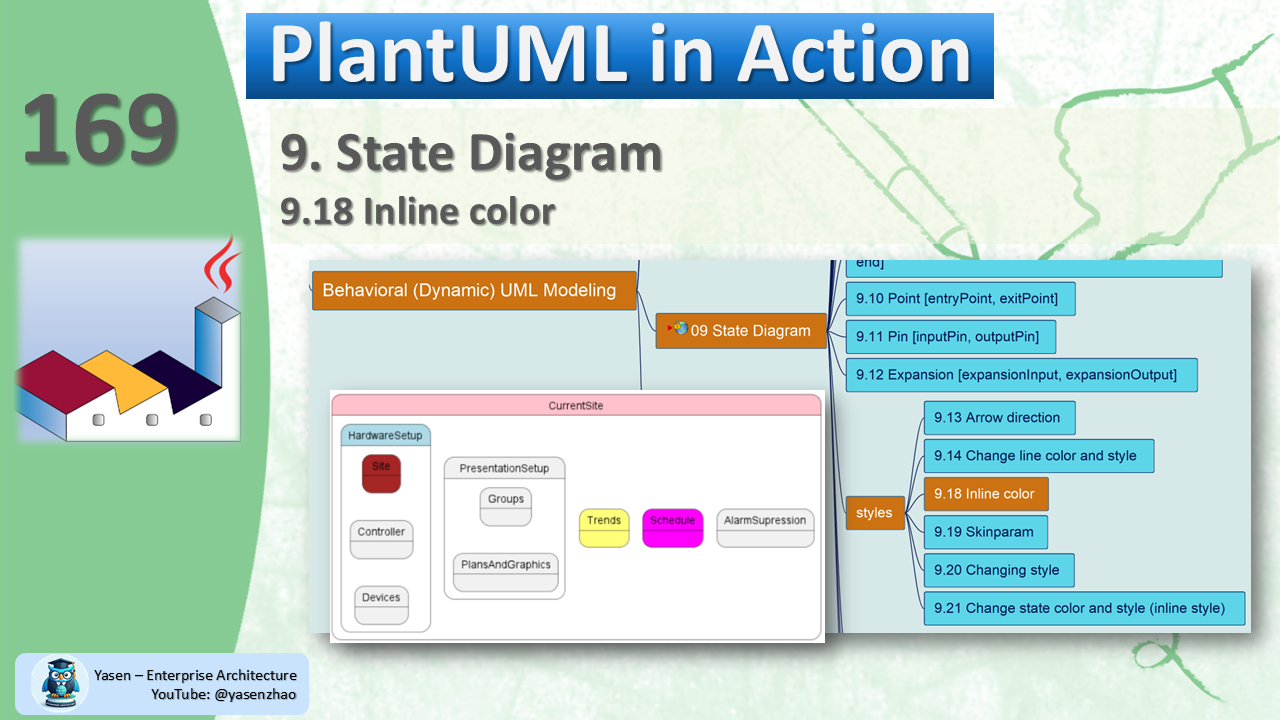 PlantUML in Action
169
9. State Diagram
9.18 Inline color
end]
Behavioral (Dynamic) UML Modeling
09 State Diagram
9.10 Point [entryPoint, exitPoint]
9.11 Pin [inputPin, outputPin]
9.12 Expansion [expansionInput, expansionOutput]
styles
9.13 Arrow direction
9.14 Change line color and style
9.18 Inline color
9.19 Skinparam
9.20 Changing style
9.21 Change state color and style (inline style)
CurrentSite
HardwareSetup
Site
Controller
Devices
PresentationSetup
Groups
PlansAndGraphics
Trends
Schedule
AlarmSupression
Yasen – Enterprise Architecture
YouTube: @yasenzhao